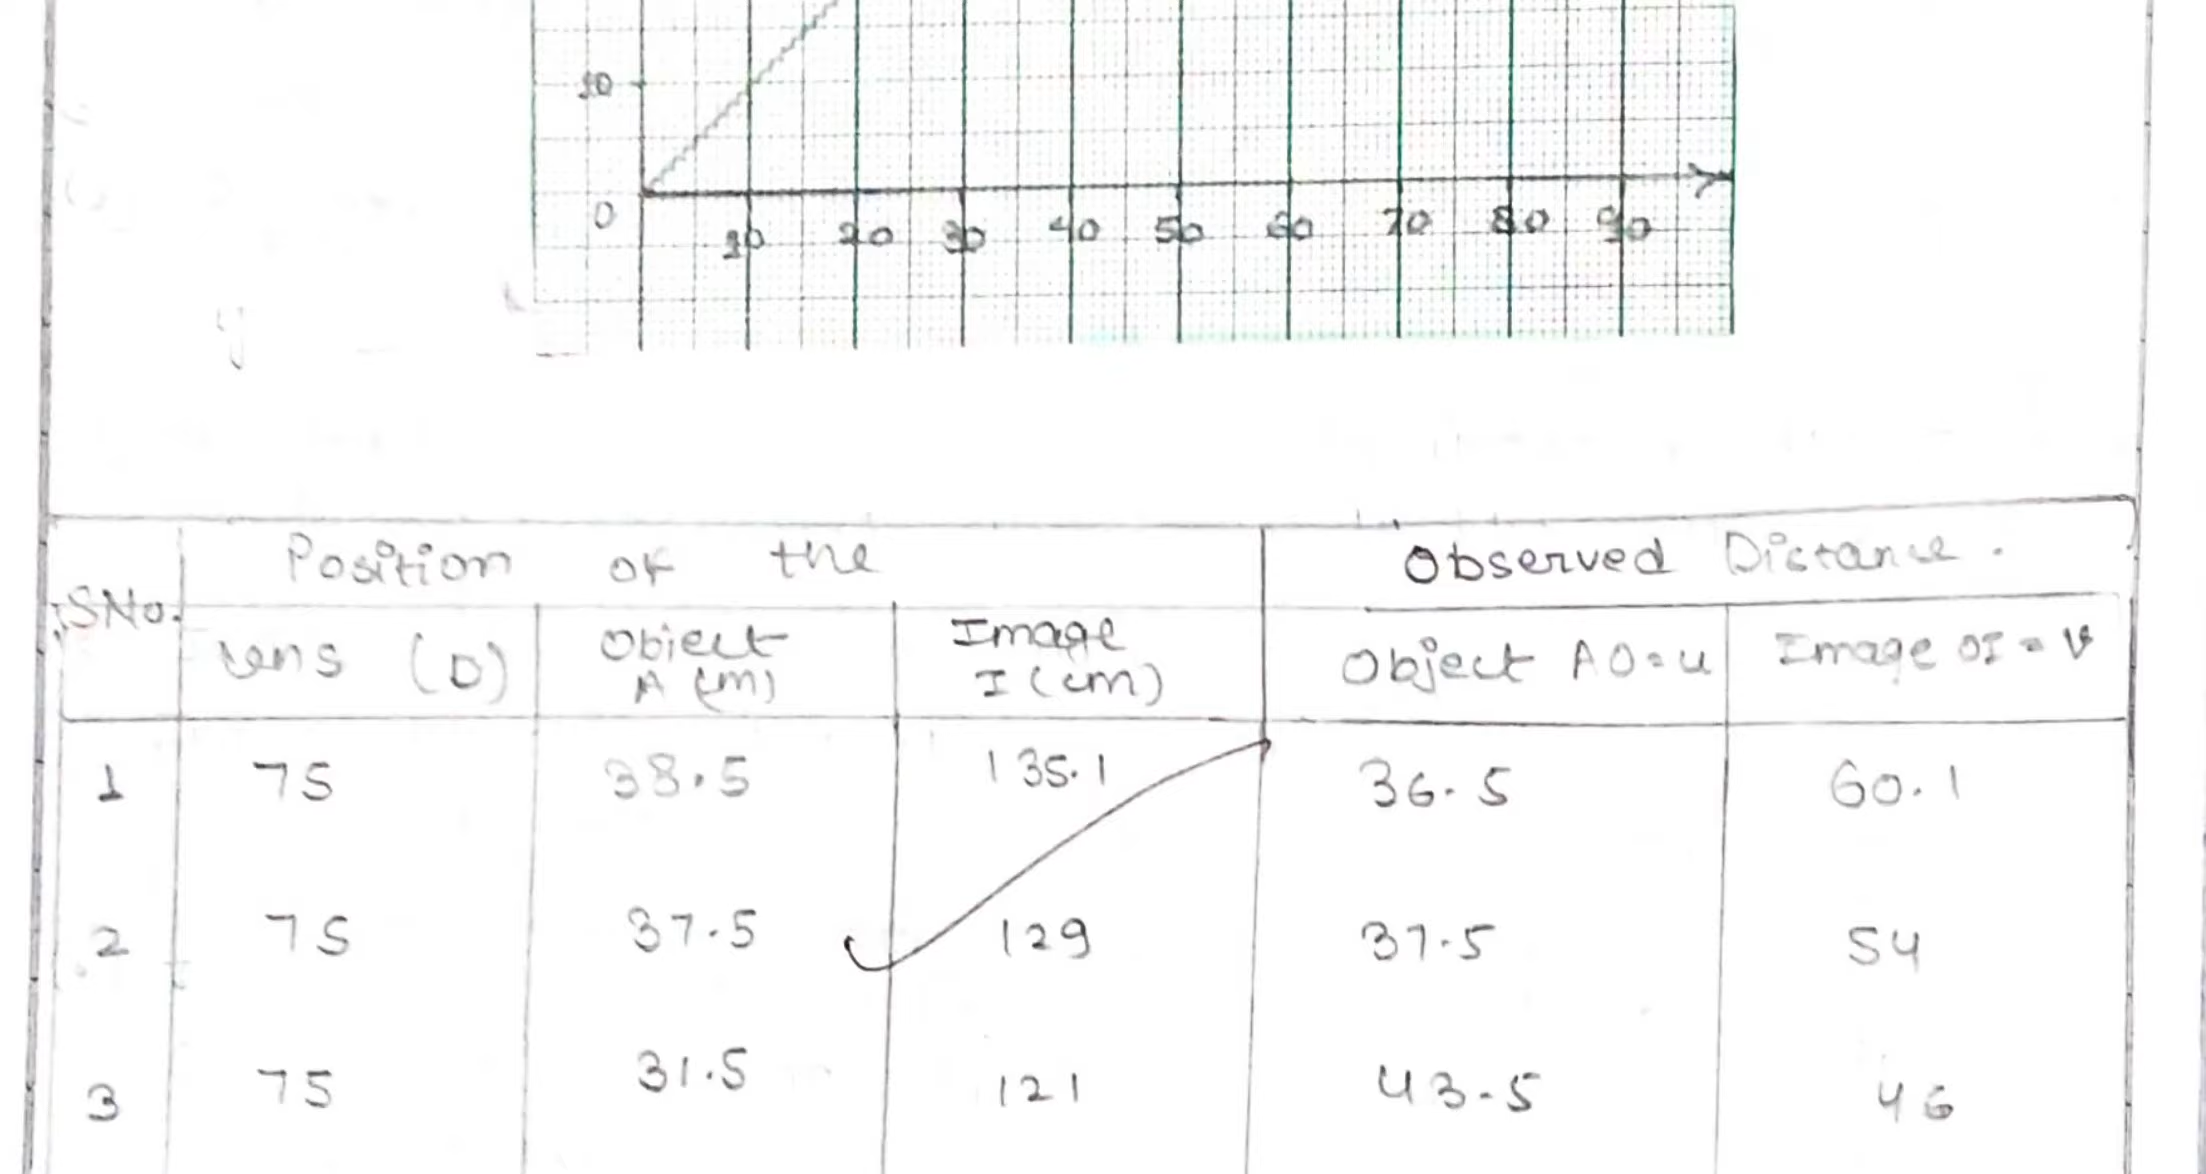 10
0
10 20 30 40 50 60 70 80 90
Position of the Observed Distance.
SNo.
Lens (O) Object A (cm) Image I (cm) Object AO = u Image OI = v
1 75 38.5 135.1 36.5 60.1
2 75 37.5 129 37.5 54
3 75 31.5 121 43.5 46